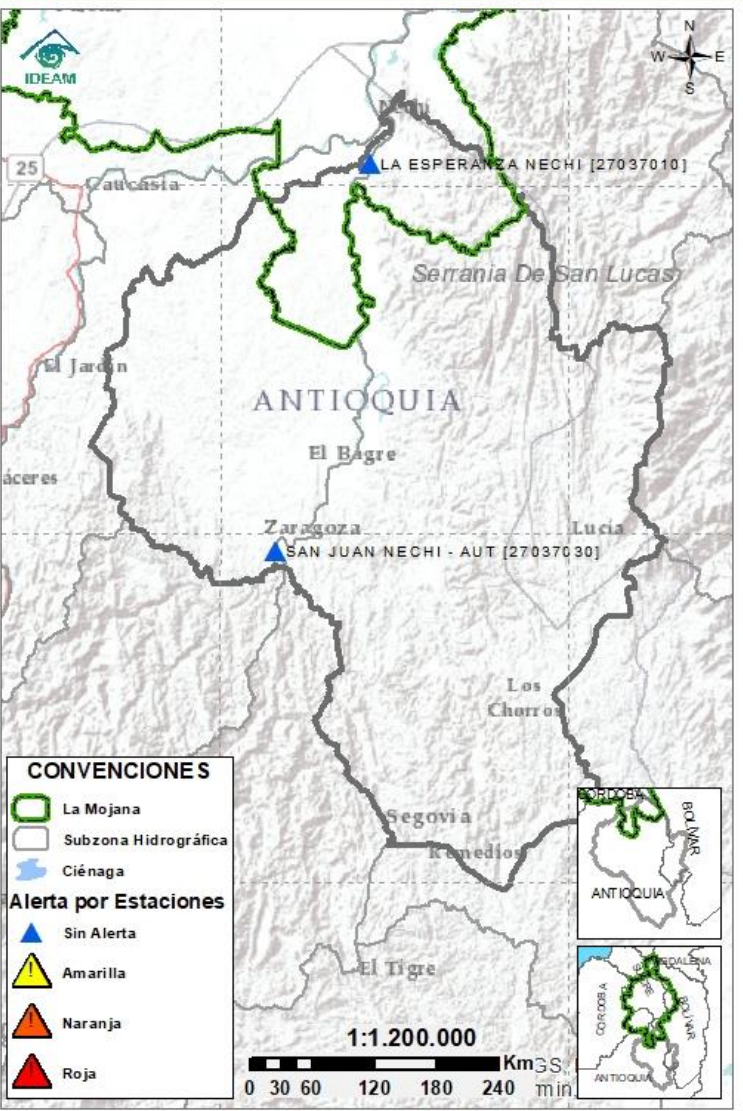 IDEAM
N
W E
S
Nechí
LA ESPERANZA NECHI [27037010]
25
Caucasia
Serrania De San Lucas
El Jardín
ANTIOQUIA
El Bagre
áceres
Zaragoza
Lucia
SAN JUAN NECHI - AUT [27037030]
Los
Chorros
CONVENCIONES
La Mojana
Subzona Hidrográfica
Ciénaga
Alerta por Estaciones
Sin Alerta
Amarilla
Naranja
Roja
Segovia
Remedios
El Tigre
CORDOBA
BOLIVAR
ANTIOQUIA
CORDOBA
BOLIVAR
ANTIOQUIA
1:1.200.000
Km
0 30 60 120 180 240